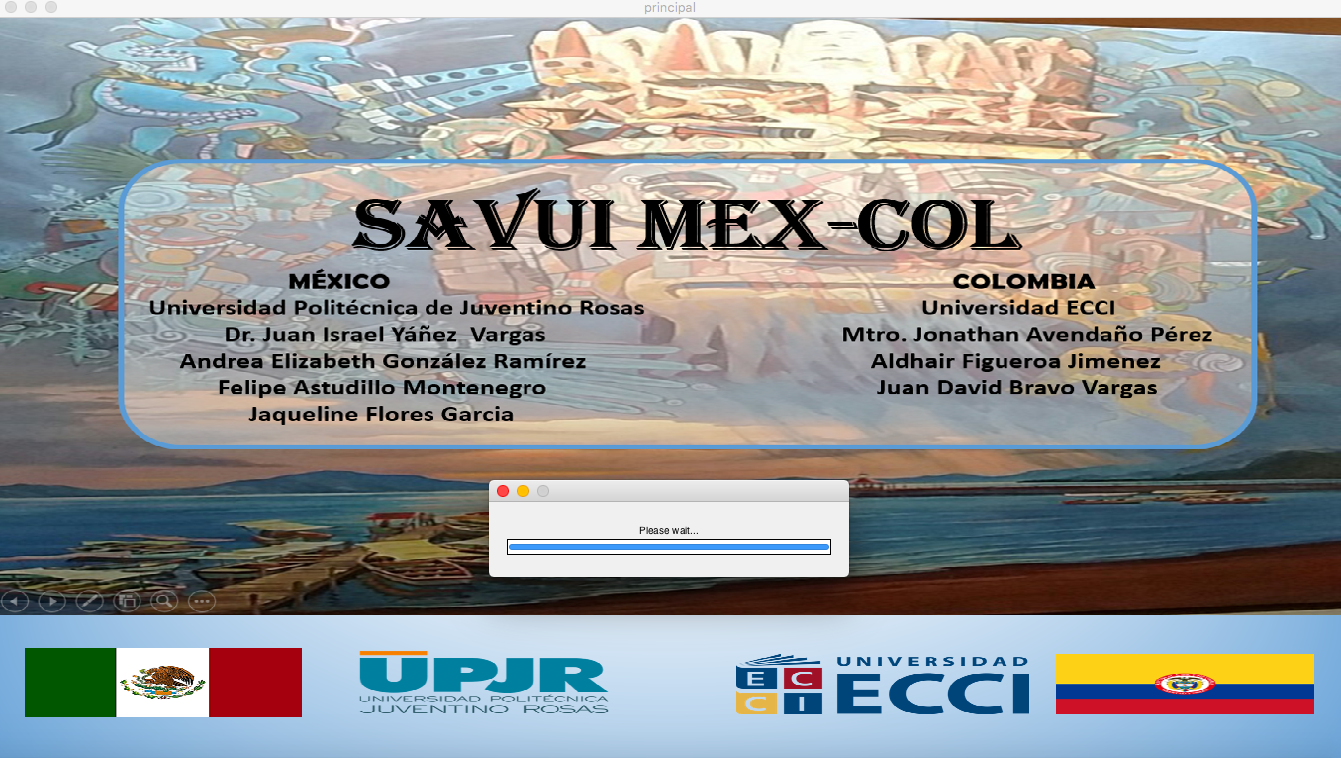 principal
SAVUI MEX-COL
MÉXICO
Universidad Politécnica de Juventino Rosas
Dr. Juan Israel Yáñez  Vargas
Andrea Elizabeth González Ramírez
Felipe Astudillo Montenegro
Jaqueline Flores Garcia
COLOMBIA
Universidad ECCI
Mtro. Jonathan Avendaño Pérez
Aldhair Figueroa Jimenez
Juan David Bravo Vargas
Please wait...
UPJR
UNIVERSIDAD POLITÉCNICA
JUVENTINO ROSAS
EC
CI
UNIVERSIDAD
ECCI